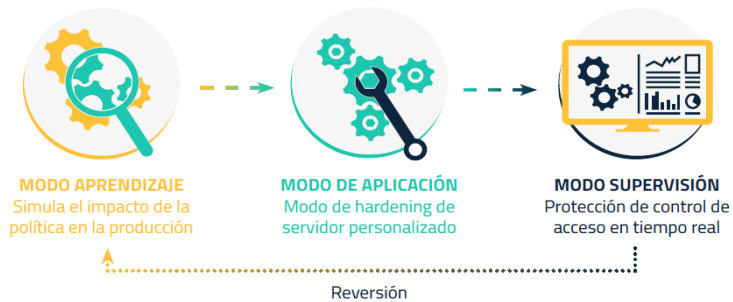 MODO APRENDIZAJE
Simula el impacto de la
política en la producción
MODO DE APLICACIÓN
Modo de hardening de
servidor personalizado
MODO SUPERVISIÓN
Protección de control de
acceso en tiempo real
Reversión